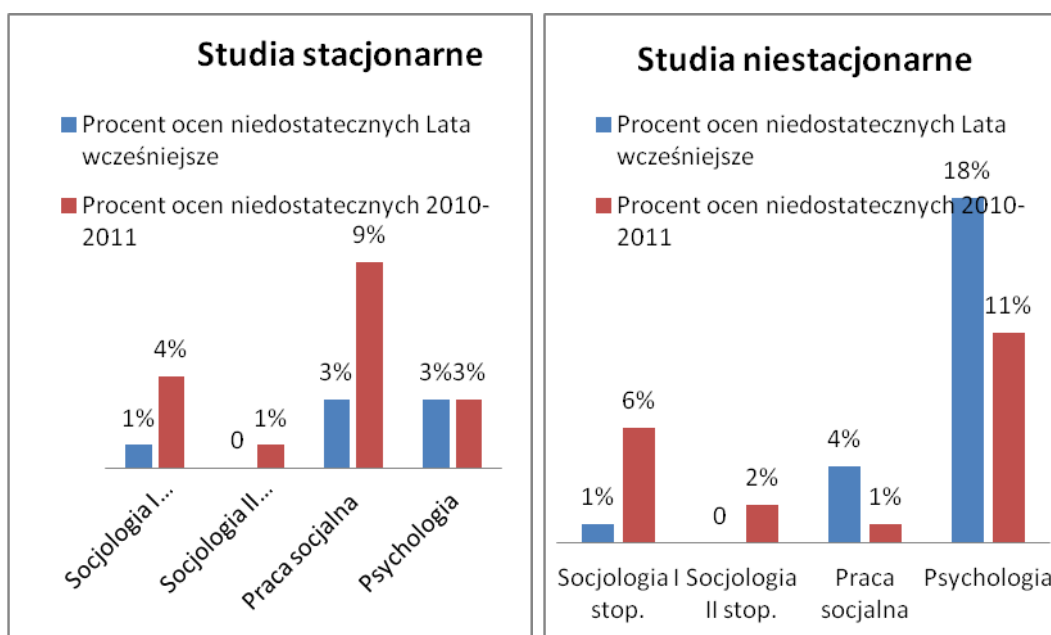 Studia stacjonarne
Procent ocen niedostatecznych Lata
wcześniejsze
Procent ocen niedostatecznych 2010-
2011
1%
4%
0
1%
3%
9%
3%
3%
Socjologia I...
Socjologia II...
Praca socjalna
Psychologia
Studia niestacjonarne
Procent ocen niedostatecznych Lata
wcześniejsze
Procent ocen niedostatecznych 2010-
2011
1%
6%
0
2%
4%
1%
18%
11%
Socjologia I
stop.
Socjologia
II stop.
Praca
socjalna
Psychologia